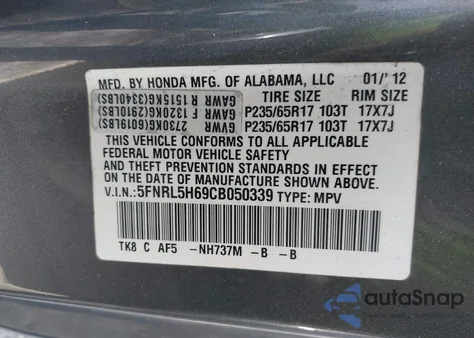 MFD. BY HONDA MFG. OF ALABAMA, LLC 01/'12
GVWR 2730KG(6019LBS)
GAWR F 1320KG(2910LBS)
GAWR R 1515KG(3340LBS)
TIRE SIZE RIM SIZE
P235/65R17 103T 17X7J
P235/65R17 103T 17X7J
THIS VEHICLE CONFORMS TO ALL APPLICABLE
FEDERAL MOTOR VEHICLE SAFETY
AND THEFT PREVENTION STANDARDS IN EFFECT
ON THE DATE OF MANUFACTURE SHOWN ABOVE.
V.I.N.:5FNRL5H69CB050339 TYPE: MPV
TK8 C AF5 -NH737M -B -B
autoSnap